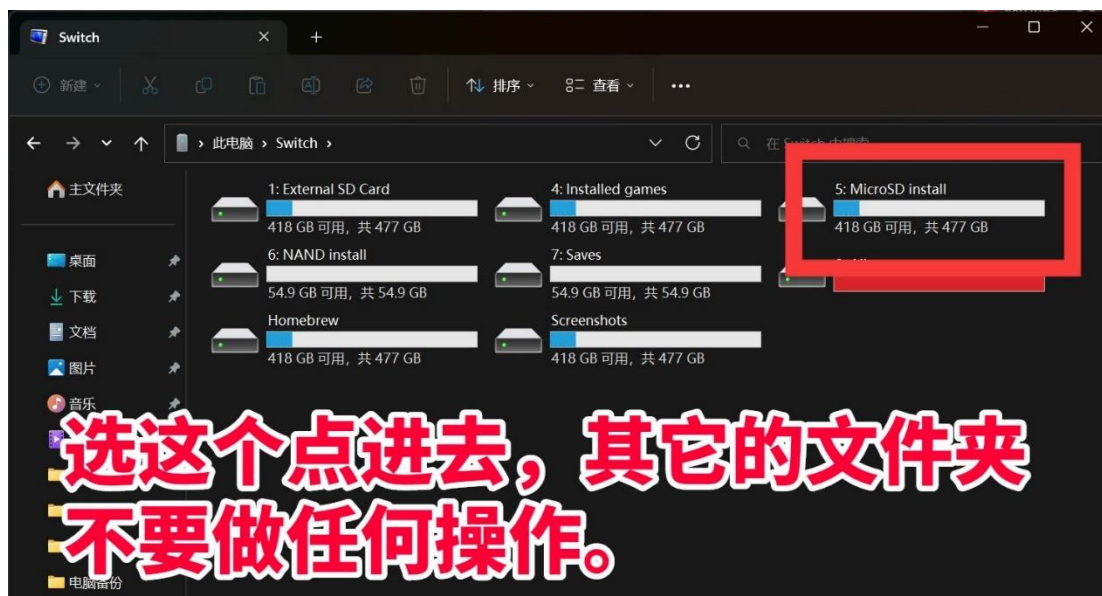 Switch
新建
排序
查看
此电脑 > Switch >
在 Switch 中搜索
主文件夹
桌面
下载
文档
图片
音乐
电脑备份
1: External SD Card
418 GB 可用，共 477 GB
4: Installed games
418 GB 可用，共 477 GB
5: MicroSD install
418 GB 可用，共 477 GB
6: NAND install
54.9 GB 可用，共 54.9 GB
7: Saves
54.9 GB 可用，共 54.9 GB
Homebrew
418 GB 可用，共 477 GB
Screenshots
418 GB 可用，共 477 GB
选这个点进去，其它的文件夹
不要做任何操作。